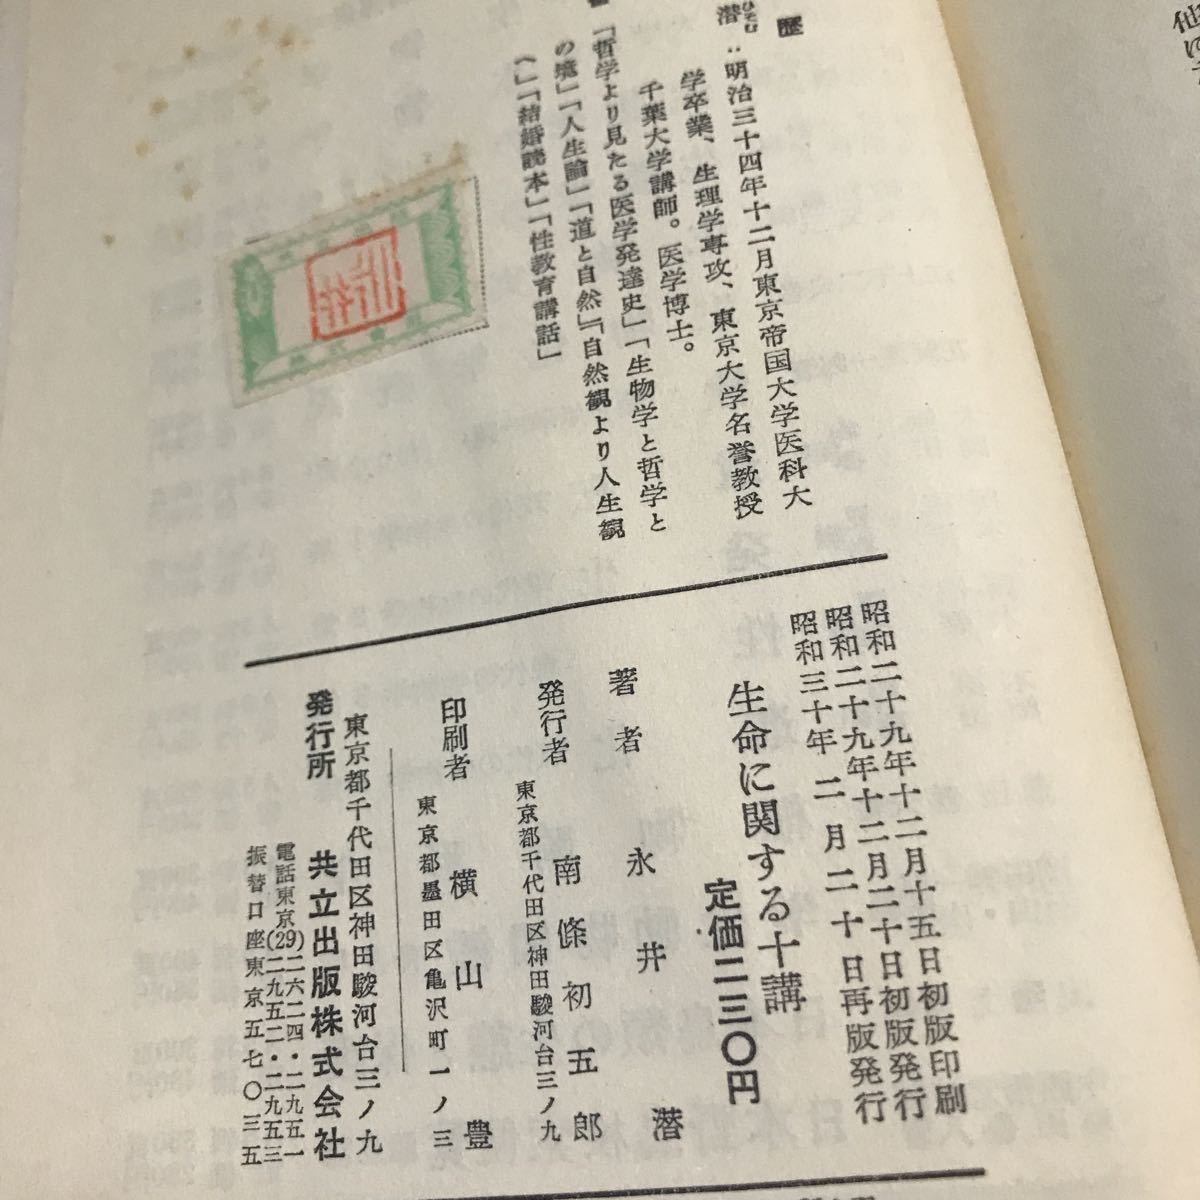 歴
潜 ひそむ :明治三十四年十二月東京帝国大学医科大
学卒業、生理学専攻、東京大学名誉教授
千葉大学講師。医学博士。
「哲学より見たる医学発達史」「生物学と哲学と
の境」「人生論」「道と自然」「自然観より人生観
へ」「結婚読本」「性教育講話」
昭和二十九年十二月十五日初版印刷
昭和二十九年十二月二十日初版発行
昭和三十年 二月二十日再版発行
生命に関する十講
定価二三〇円
著者 永井 潜
発行者 南條初五郎
東京都千代田区神田駿河台三ノ九
印刷者 横山 豊
東京都墨田区亀沢町一ノ三
東京都千代田区神田駿河台三ノ九
発行所 共立出版株式会社
電話東京(29)二六二四・二九五一
(二九五二・二九五三
振替口座東京五七〇三五
他に